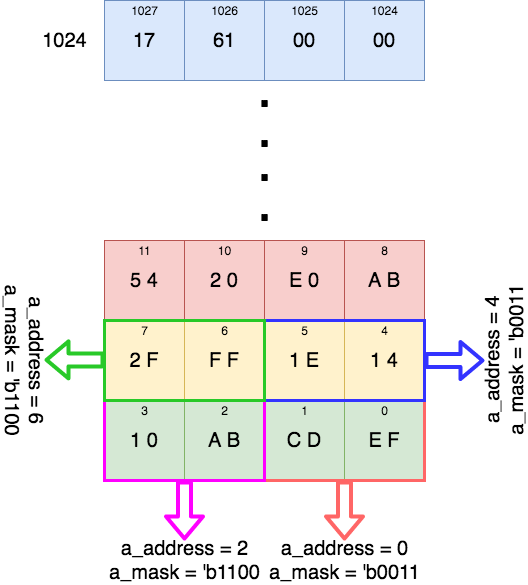 1027 1026 1025 1024
1024 17 61 00 00
11 10 9 8
5 4 2 0 E 0 A B
7 6 5 4
2 F F F 1 E 1 4
3 2 1 0
1 0 A B C D E F
a_address = 6
a_mask = 'b1100
a_address = 4
a_mask = 'b0011
a_address = 2
a_mask = 'b1100
a_address = 0
a_mask = 'b0011